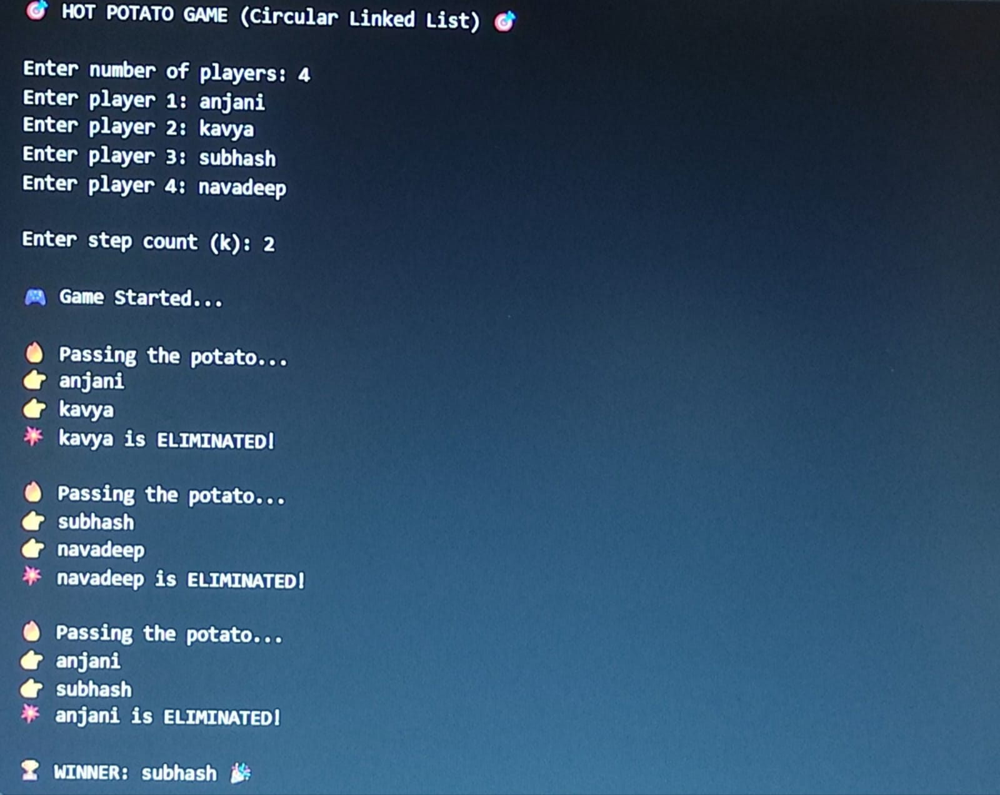 🎯 HOT POTATO GAME (Circular Linked List) 🎯
Enter number of players: 4
Enter player 1: anjani
Enter player 2: kavya
Enter player 3: subhash
Enter player 4: navadeep
Enter step count (k): 2
🎮 Game Started...
🔥 Passing the potato...
👉 anjani
👉 kavya
💥 kavya is ELIMINATED!
🔥 Passing the potato...
👉 subhash
👉 navadeep
💥 navadeep is ELIMINATED!
🔥 Passing the potato...
👉 anjani
👉 subhash
💥 anjani is ELIMINATED!
🏆 WINNER: subhash 🎉